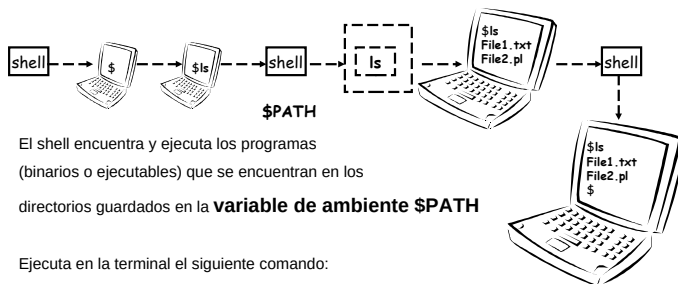 shell
$
$ls
shell
ls
$ls
File1.txt
File2.pl
shell
$PATH
$ls
File1.txt
File2.pl
$
El shell encuentra y ejecuta los programas
(binarios o ejecutables) que se encuentran en los
directorios guardados en la variable de ambiente $PATH
Ejecuta en la terminal el siguiente comando: